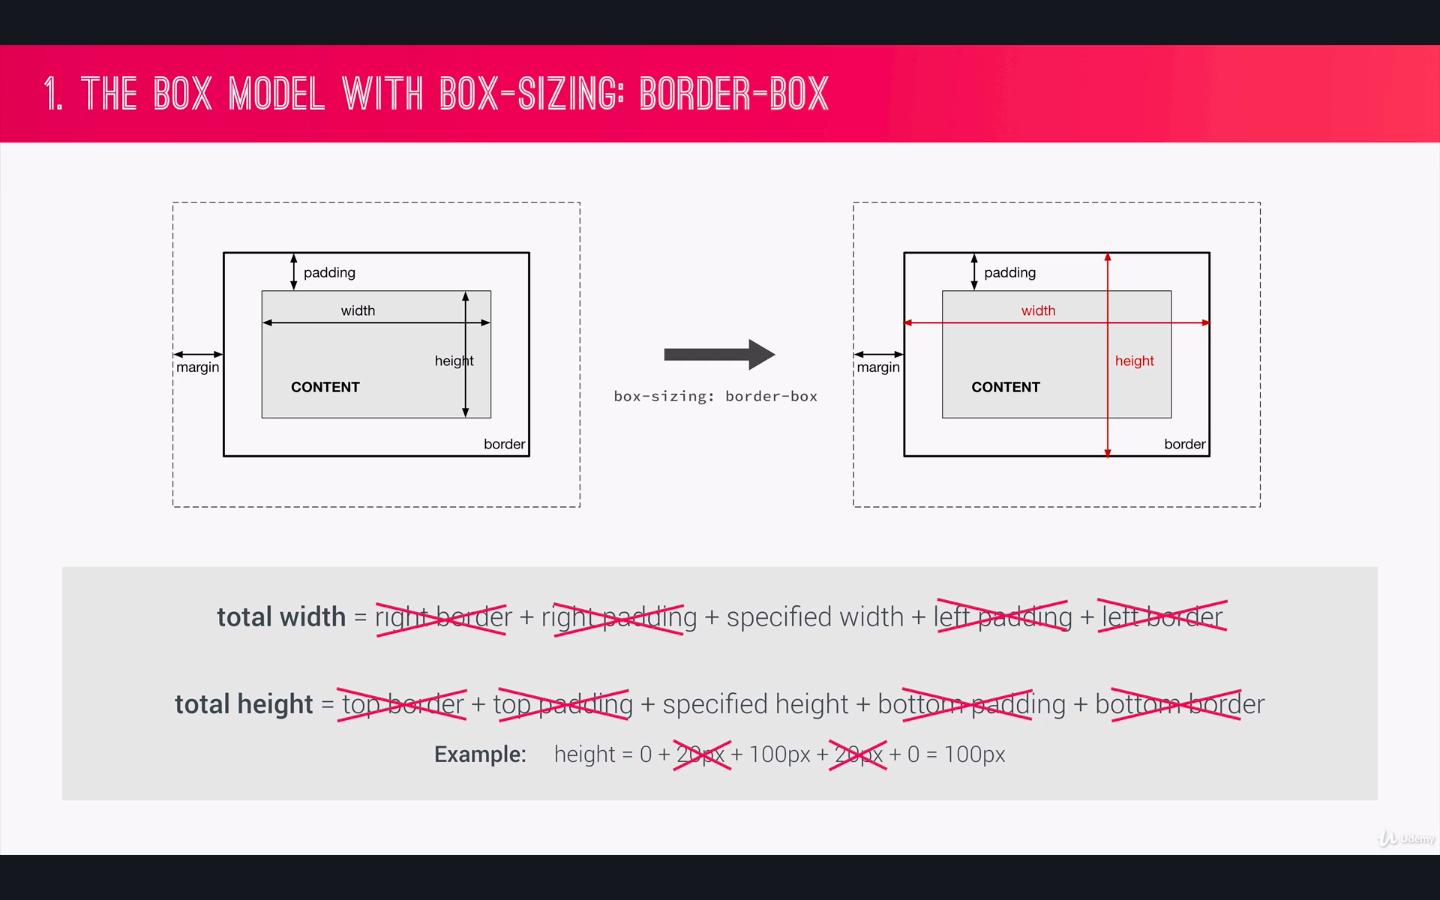 1. THE BOX MODEL WITH BOX-SIZING: BORDER-BOX
padding
width
height
margin
CONTENT
border
box-sizing: border-box
padding
width
height
margin
CONTENT
border
total width = right border + right padding + specified width + left padding + left border
total height = top border + top padding + specified height + bottom padding + bottom border
Example: height = 0 + 20px + 100px + 20px + 0 = 100px
Udemy